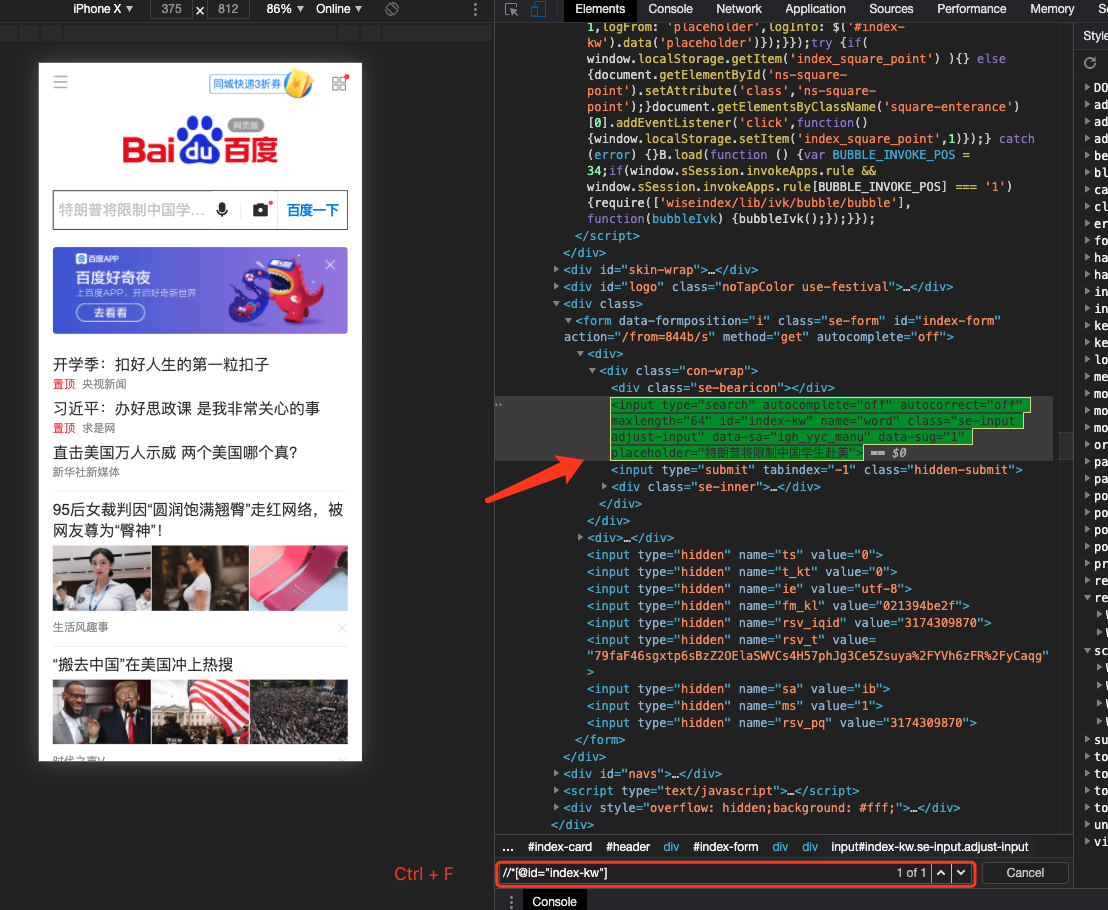 iPhone X ▼ 375 x 812 86% ▼ Online ▼
同城快递3折券
Bai du 百度
网页版
特朗普将限制中国学... 百度一下
百度APP
百度好奇夜
上百度APP，开启好奇新世界
去看看
开学季：扣好人生的第一粒扣子
置顶 央视新闻
习近平：办好思政课 是我非常关心的事
置顶 求是网
直击美国万人示威 两个美国哪个真?
新华社新媒体
95后女裁判因“圆润饱满翘臀”走红网络，被
网友尊为“臀神”！
生活风趣事
“搬去中国”在美国冲上热搜
时代之声V
Ctrl + F
Elements Console Network Application Sources Performance Memory
1,logFrom: 'placeholder',logInfo: $('#index-
kw').data('placeholder')});}});try {if(
window.localStorage.getItem('index_square_point') ){} else
{document.getElementById('ns-square-
point').setAttribute('class','ns-square-
point');}document.getElementsByClassName('square-enterance')
[0].addEventListener('click',function()
{window.localStorage.setItem('index_square_point',1)});} catch
(error) {}B.load(function () {var BUBBLE_INVOKE_POS =
34;if(window.sSession.invokeApps.rule &&
window.sSession.invokeApps.rule[BUBBLE_INVOKE_POS] === '1')
{require(['wiseindex/lib/ivk/bubble/bubble'],
function(bubbleIvk) {bubbleIvk();});}});
</script>
</div>
<div id="skin-wrap">…</div>
<div id="logo" class="noTapColor use-festival">…</div>
<div class>
<form data-formposition="i" class="se-form" id="index-form"
action="/from=844b/s" method="get" autocomplete="off">
<div>
<div class="con-wrap">
<div class="se-bearicon"></div>
<input type="search" autocomplete="off" autocorrect="off"
maxlength="64" id="index-kw" name="word" class="se-input
adjust-input" data-sa="igh_yyc_manu" data-sug="1"
placeholder="特朗普将限制中国学生赴美"> == $0
<input type="submit" tabindex="-1" class="hidden-submit">
<div class="se-inner">…</div>
</div>
</div>
<div>…</div>
<input type="hidden" name="ts" value="0">
<input type="hidden" name="t_kt" value="0">
<input type="hidden" name="ie" value="utf-8">
<input type="hidden" name="fm_kl" value="021394be2f">
<input type="hidden" name="rsv_iqid" value="3174309870">
<input type="hidden" name="rsv_t" value=
"79faF46sgxtp6sBzZ2OElaSWVCs4H57phJg3Ce5Zsuya%2FYVh6zFR%2FyCaqg"
>
<input type="hidden" name="sa" value="ib">
<input type="hidden" name="ms" value="1">
<input type="hidden" name="rsv_pq" value="3174309870">
</form>
</div>
<div id="navs">…</div>
<script type="text/javascript">…</script>
<div style="overflow: hidden;background: #fff;">…</div>
</div>
... #index-card #header div #index-form div div input#index-kw.se-input.adjust-input
//*[@id="index-kw"] 1 of 1 Cancel
Console